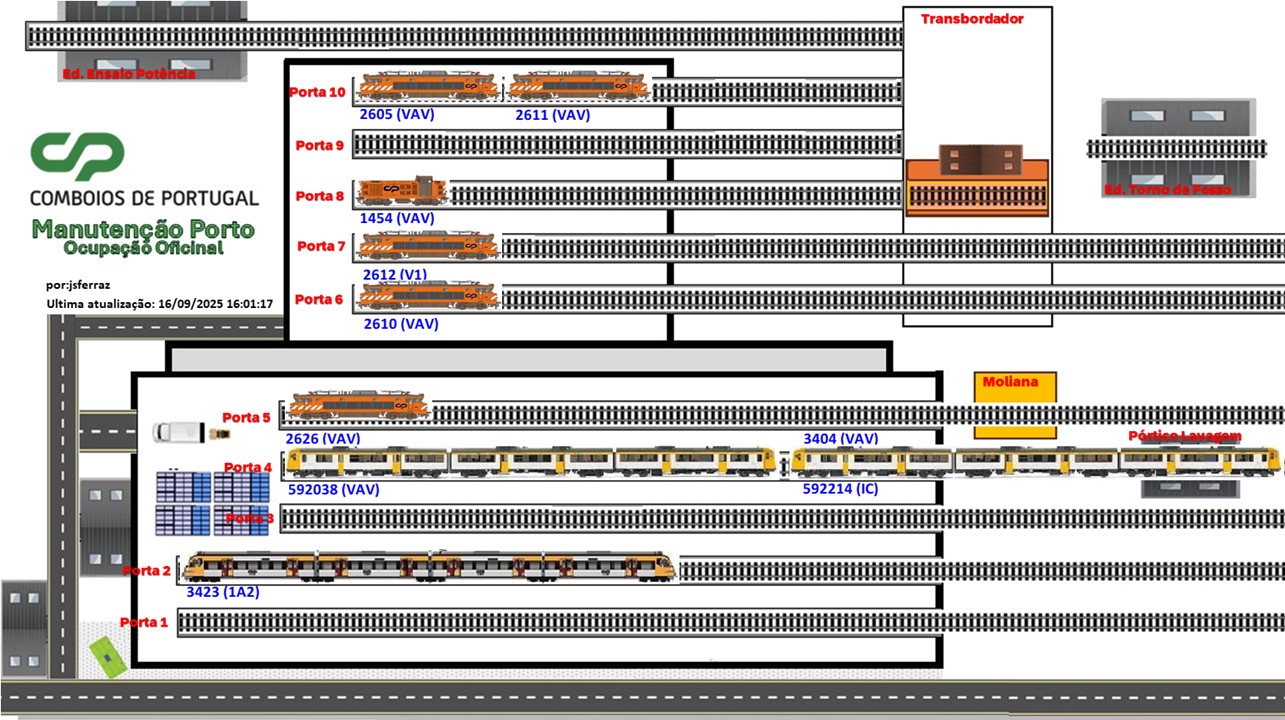 Transbordador
Ed. Ensaio Potência
Porta 10
2605 (VAV)
2611 (VAV)
Porta 9
cp
COMBOIOS DE PORTUGAL
Manutenção Porto
Ocupação Oficinal
Ed. Torno de Fosso
Porta 8
1454 (VAV)
Porta 7
2612 (V1)
por:jsferraz
Ultima atualização: 16/09/2025 16:01:17
Porta 6
2610 (VAV)
Moliana
Porta 5
2626 (VAV)
3404 (VAV)
Pórtico Lavagem
Porta 4
592038 (VAV)
592214 (IC)
Porta 3
Porta 2
3423 (1A2)
Porta 1